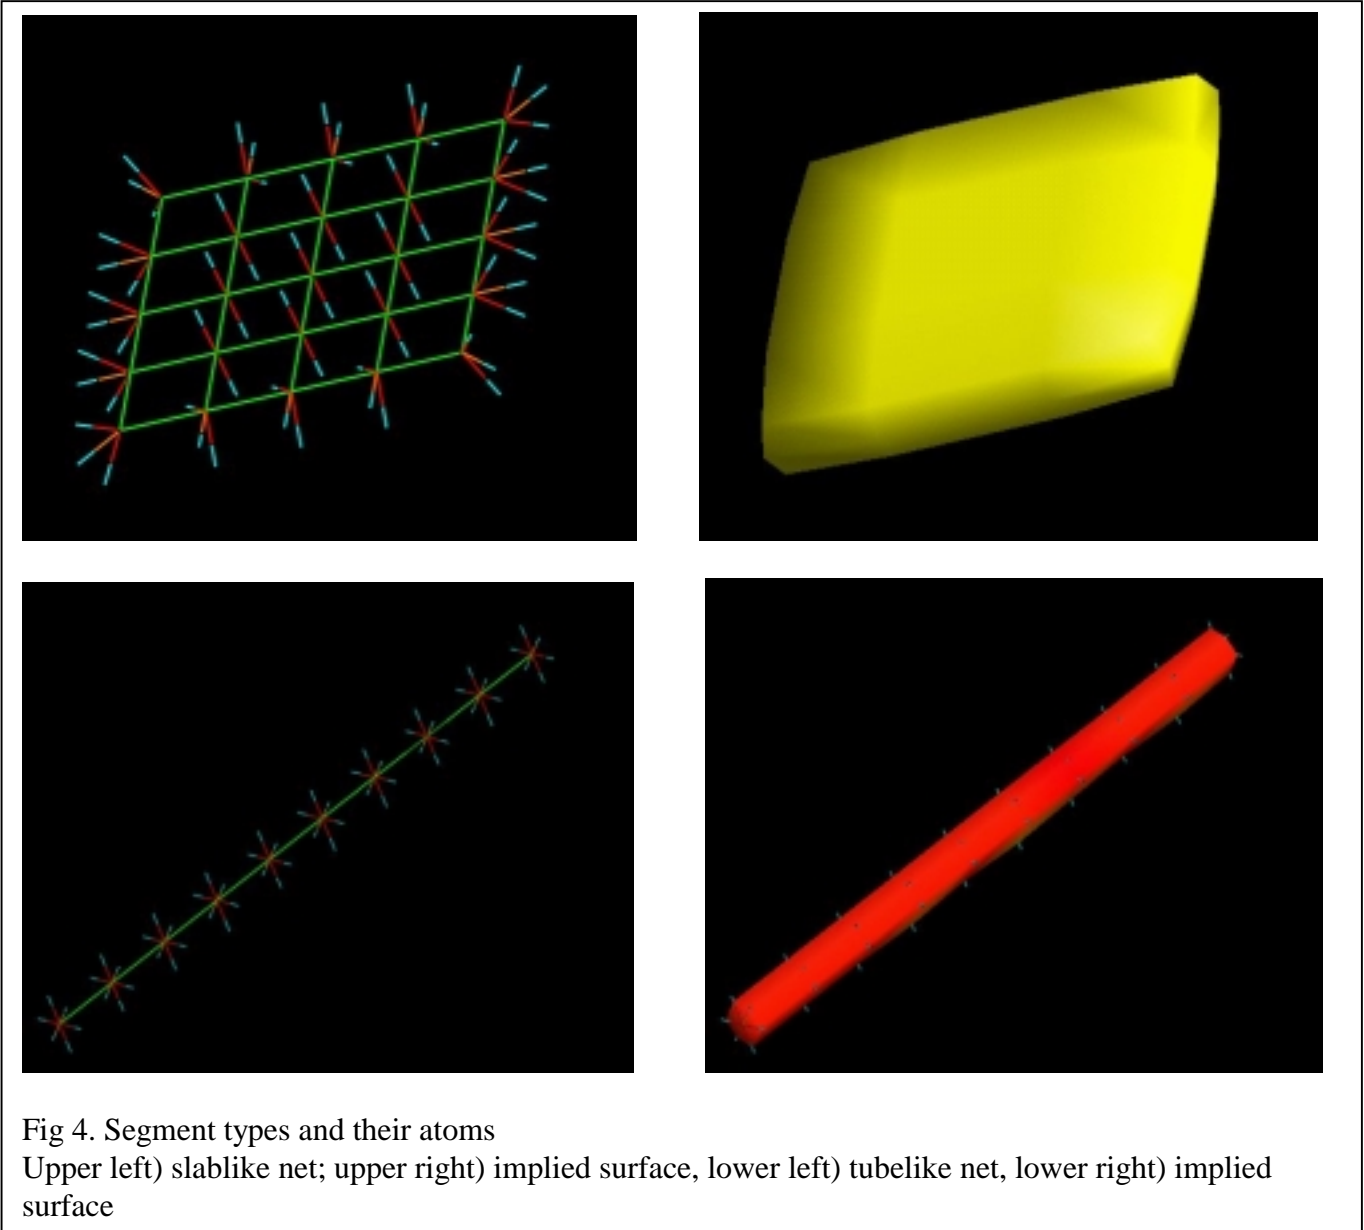 Fig 4. Segment types and their atoms
Upper left) slablike net; upper right) implied surface, lower left) tubelike net, lower right) implied
surface